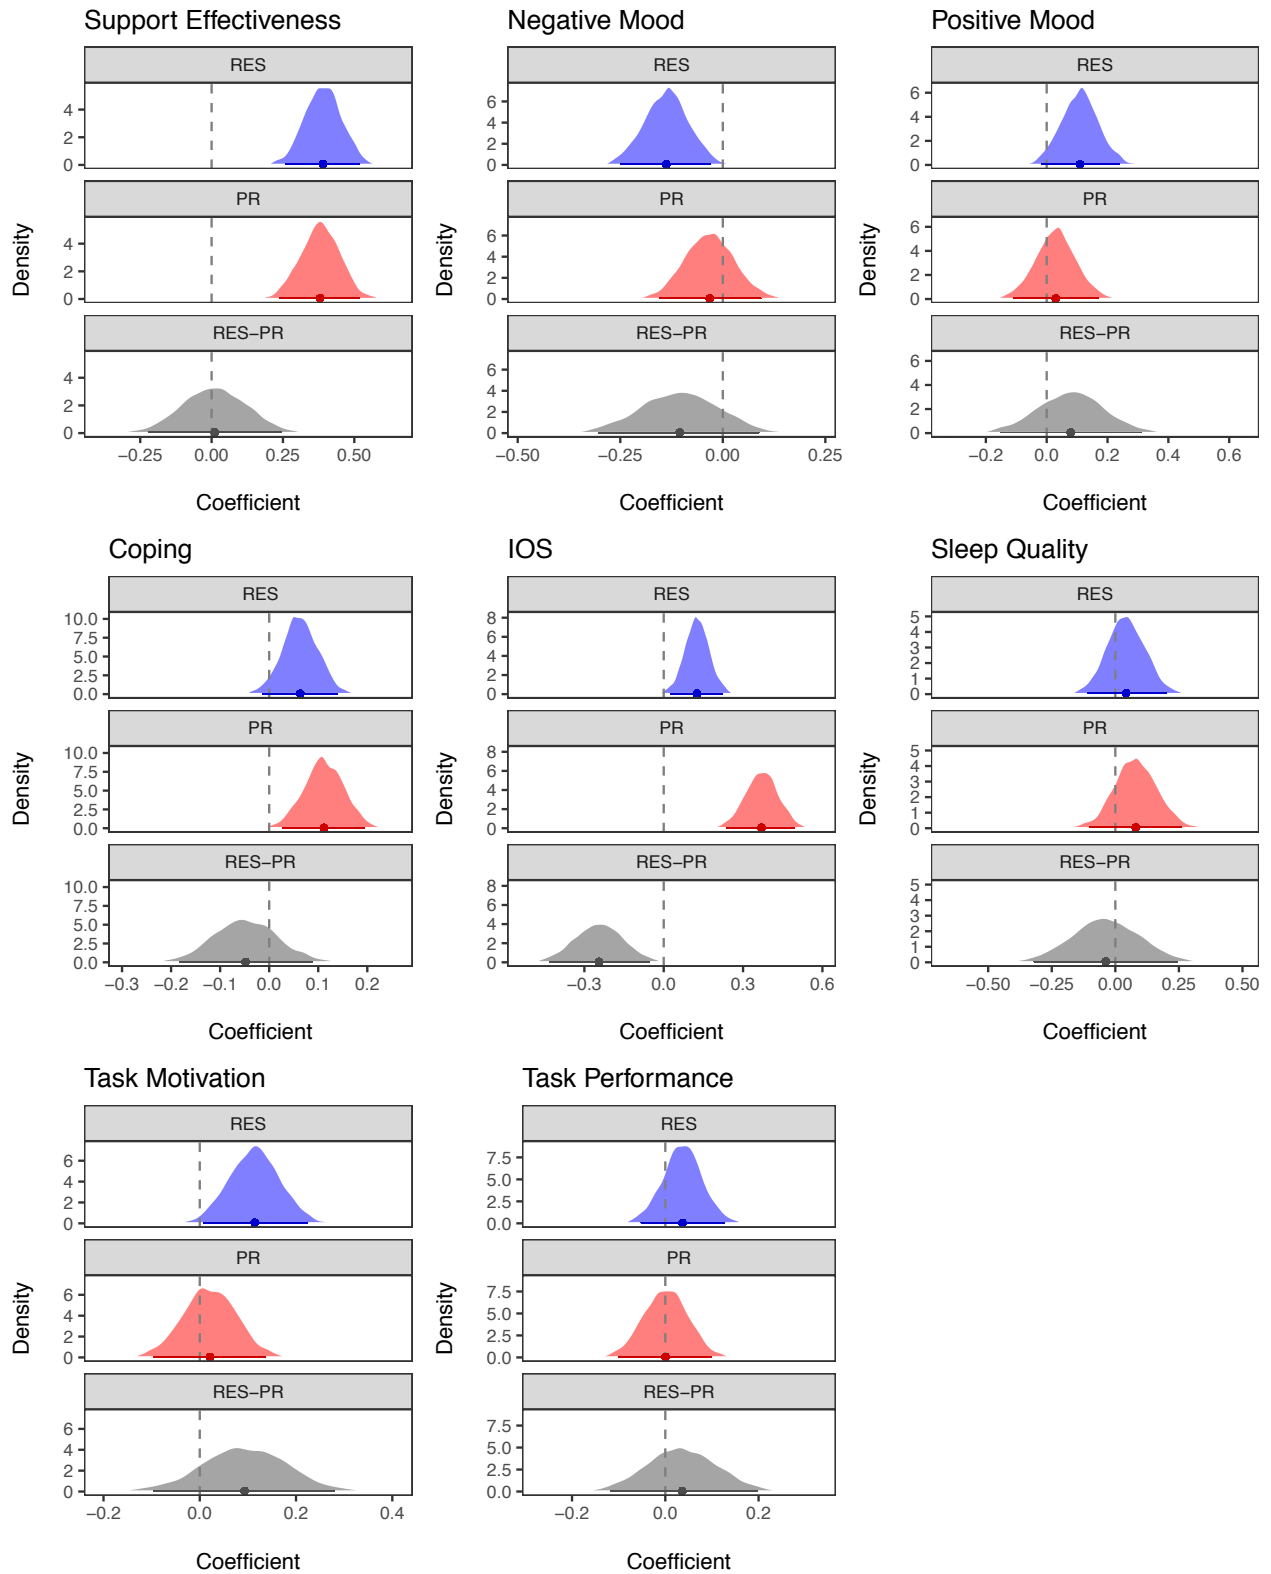 Support Effectiveness
RES
4
2
0
PR
4
2
0
RES−PR
4
2
0
−0.25 0.00 0.25 0.50
Density
Coefficient
Negative Mood
RES
6
4
2
0
PR
6
4
2
0
RES−PR
6
4
2
0
−0.50 −0.25 0.00 0.25
Density
Coefficient
Positive Mood
RES
6
4
2
0
PR
6
4
2
0
RES−PR
6
4
2
0
−0.2 0.0 0.2 0.4 0.6
Density
Coefficient
Coping
RES
10.0
7.5
5.0
2.5
0.0
PR
10.0
7.5
5.0
2.5
0.0
RES−PR
10.0
7.5
5.0
2.5
0.0
−0.3 −0.2 −0.1 0.0 0.1 0.2
Density
Coefficient
IOS
RES
8
6
4
2
0
PR
8
6
4
2
0
RES−PR
8
6
4
2
0
−0.3 0.0 0.3 0.6
Density
Coefficient
Sleep Quality
RES
5
4
3
2
1
0
PR
5
4
3
2
1
0
RES−PR
5
4
3
2
1
0
−0.50 −0.25 0.00 0.25 0.50
Density
Coefficient
Task Motivation
RES
6
4
2
0
PR
6
4
2
0
RES−PR
6
4
2
0
−0.2 0.0 0.2 0.4
Density
Coefficient
Task Performance
RES
7.5
5.0
2.5
0.0
PR
7.5
5.0
2.5
0.0
RES−PR
7.5
5.0
2.5
0.0
−0.2 0.0 0.2
Density
Coefficient